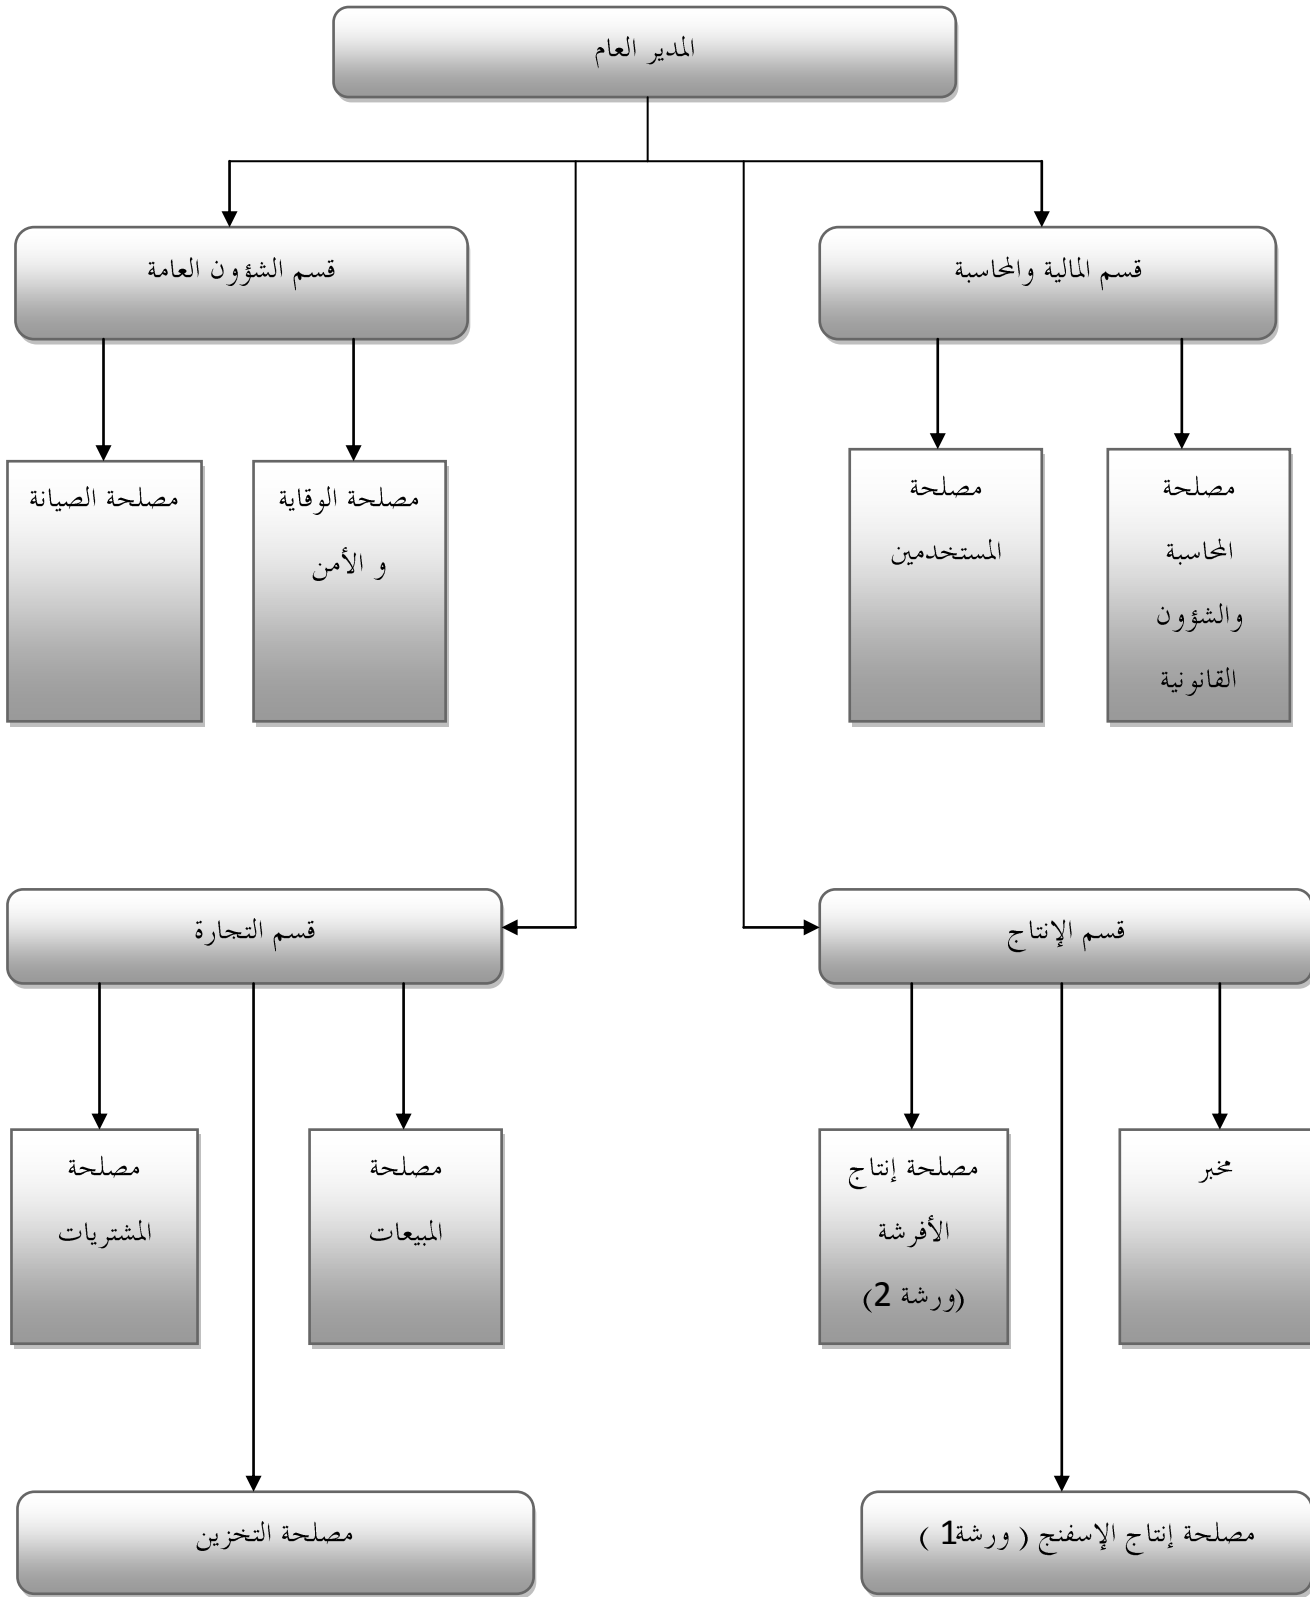 المدير العام
قسم المالية والمحاسبة
قسم الشؤون العامة
مصلحة
المحاسبة
والشؤون
القانونية
مصلحة
المستخدمين
مصلحة الوقاية
و الأمن
مصلحة الصيانة
قسم الإنتاج
قسم التجارة
مخبر
مصلحة إنتاج
الأفرشة
(ورشة 2)
مصلحة
المبيعات
مصلحة
المشتريات
مصلحة إنتاج الإسفنج ( ورشة1 )
مصلحة التخزين